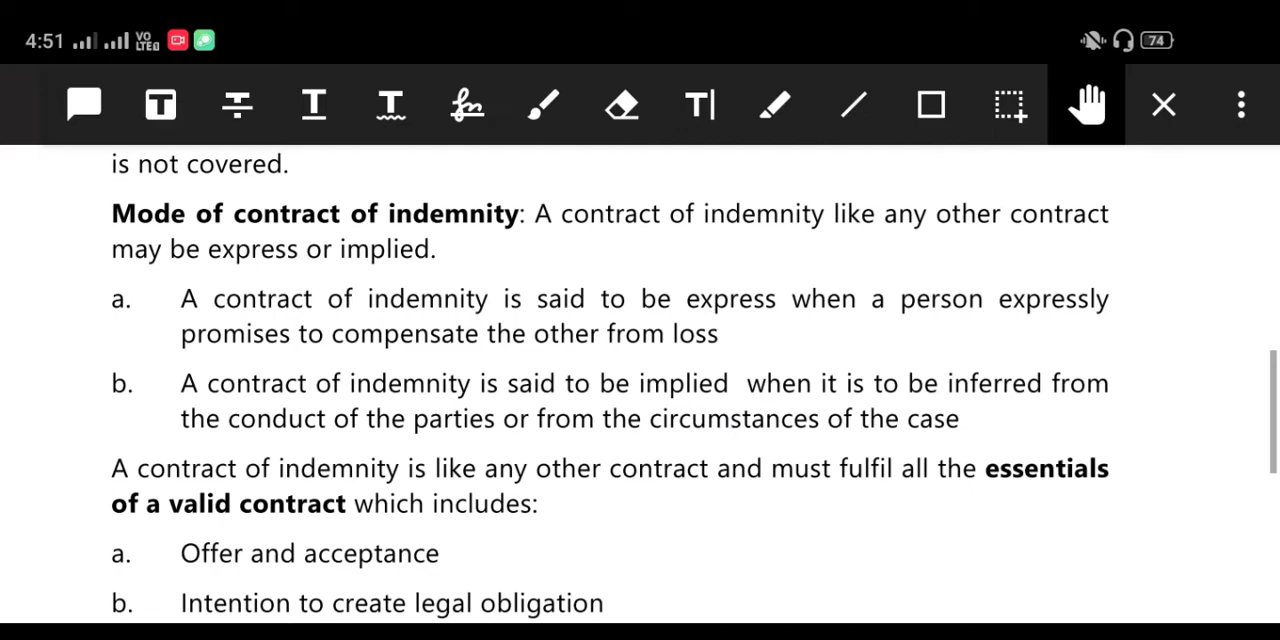 4:51 VO LTE 74
T T T T
is not covered.
Mode of contract of indemnity: A contract of indemnity like any other contract
may be express or implied.
a. A contract of indemnity is said to be express when a person expressly
promises to compensate the other from loss
b. A contract of indemnity is said to be implied when it is to be inferred from
the conduct of the parties or from the circumstances of the case
A contract of indemnity is like any other contract and must fulfil all the essentials
of a valid contract which includes:
a. Offer and acceptance
b. Intention to create legal obligation